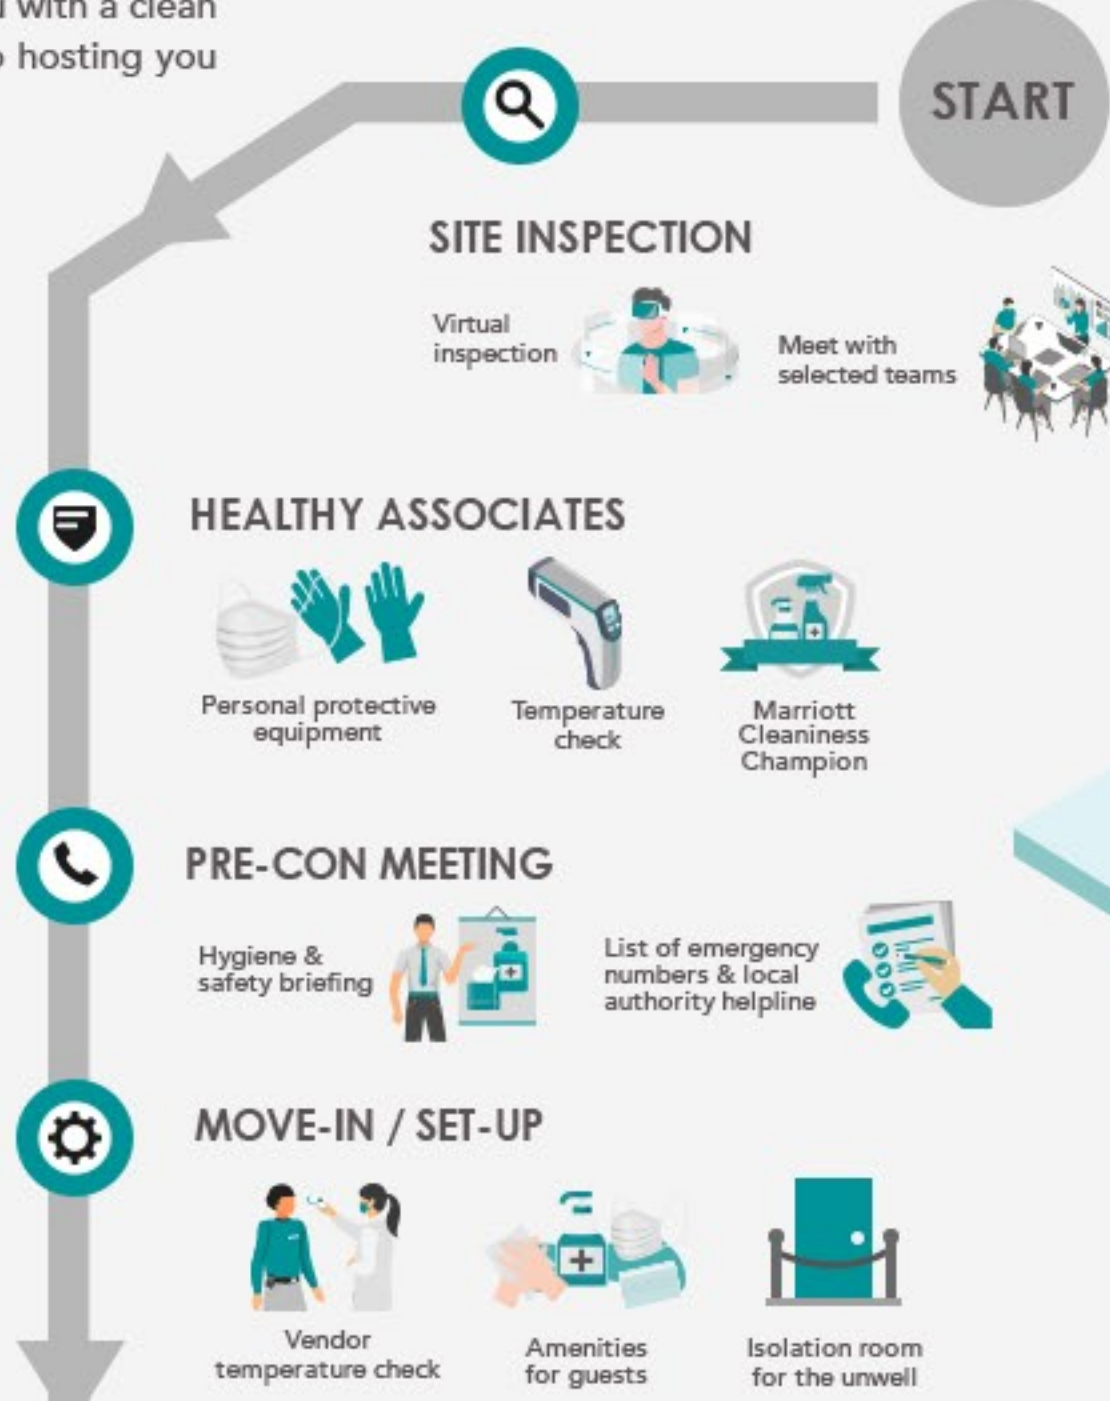 with a clean
hosting you
START
SITE INSPECTION
Virtual
inspection
Meet with
selected teams
HEALTHY ASSOCIATES
Personal protective
equipment
Temperature
check
Marriott
Cleaniness
Champion
PRE-CON MEETING
Hygiene &
safety briefing
List of emergency
numbers & local
authority helpline
MOVE-IN / SET-UP
Vendor
temperature check
Amenities
for guests
Isolation room
for the unwell